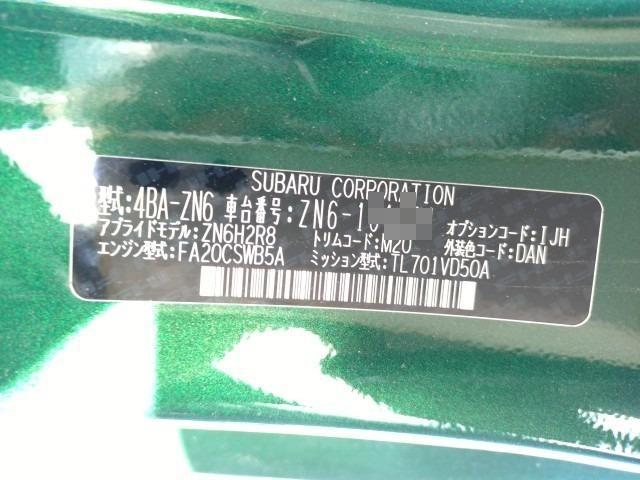 SUBARU CORPORATION
型式:4BA-ZN6 車台番号:ZN6-10 オプションコード:IJH
アプライドモデル:ZN6H2R8 トリムコード:M20 外装色コード:DAN
エンジン型式:FA20CSWB5A ミッション型式:TL701VD50A